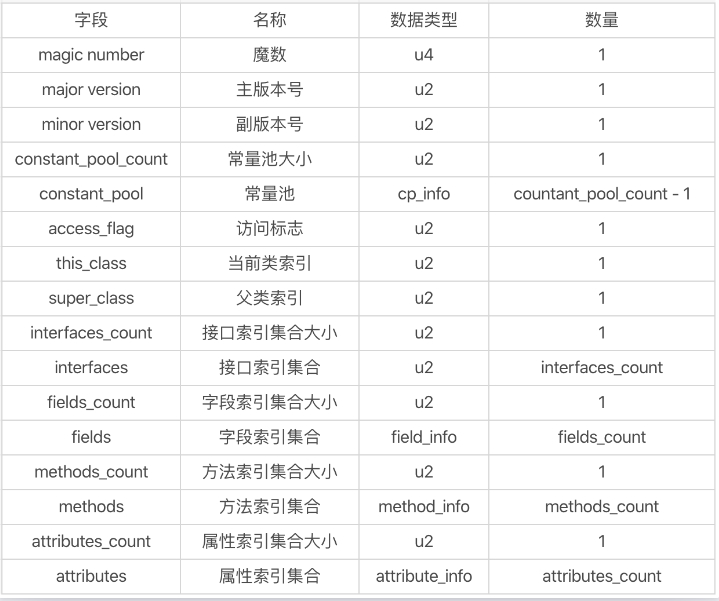 字段 名称 数据类型 数量
magic number 魔数 u4 1
major version 主版本号 u2 1
minor version 副版本号 u2 1
constant_pool_count 常量池大小 u2 1
constant_pool 常量池 cp_info countant_pool_count - 1
access_flag 访问标志 u2 1
this_class 当前类索引 u2 1
super_class 父类索引 u2 1
interfaces_count 接口索引集合大小 u2 1
interfaces 接口索引集合 u2 interfaces_count
fields_count 字段索引集合大小 u2 1
fields 字段索引集合 field_info fields_count
methods_count 方法索引集合大小 u2 1
methods 方法索引集合 method_info methods_count
attributes_count 属性索引集合大小 u2 1
attributes 属性索引集合 attribute_info attributes_count